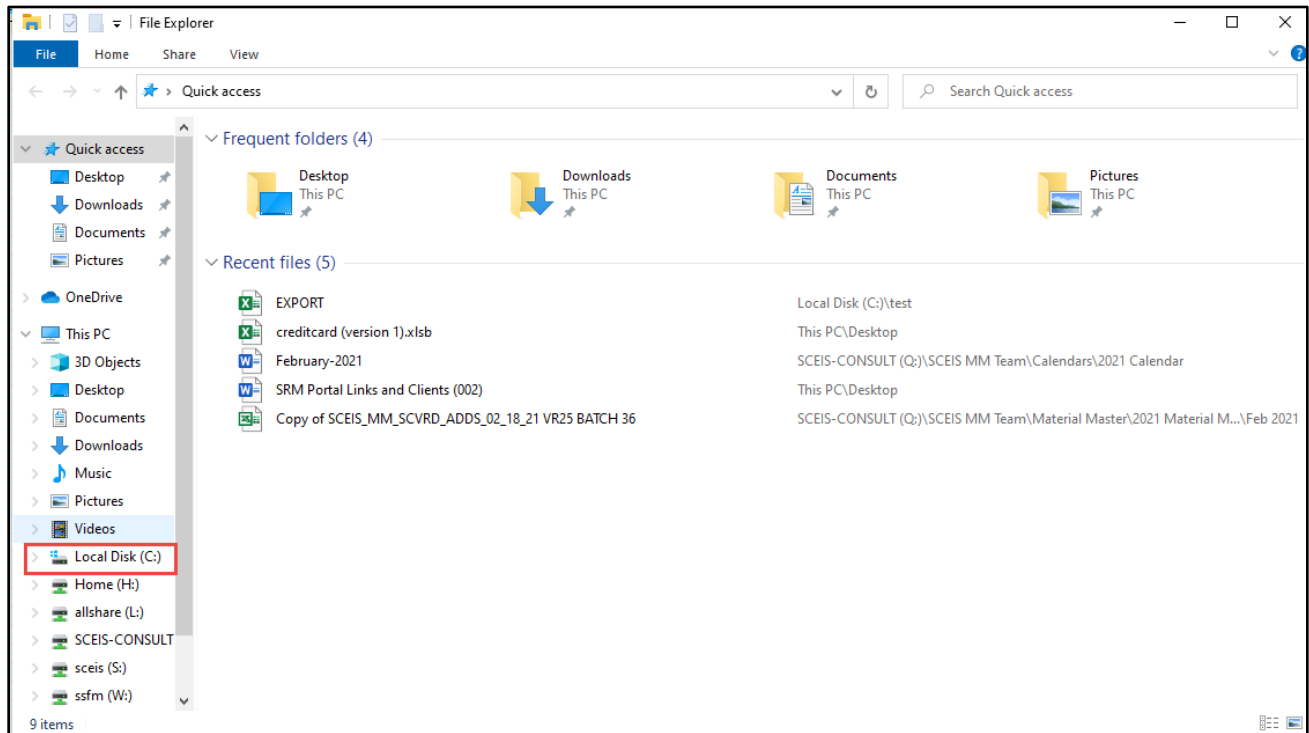 File Explorer
File Home Share View
Quick access
Search Quick access
Quick access
Desktop
Downloads
Documents
Pictures
OneDrive
This PC
3D Objects
Desktop
Documents
Downloads
Music
Pictures
Videos
Local Disk (C:)
Home (H:)
allshare (L:)
SCEIS-CONSULT
sceis (S:)
ssfm (W:)
Frequent folders (4)
Desktop
This PC
Downloads
This PC
Documents
This PC
Pictures
This PC
Recent files (5)
EXPORT Local Disk (C:)\test
creditcard (version 1).xlsb This PC\Desktop
February-2021 SCEIS-CONSULT (Q:)\SCEIS MM Team\Calendars\2021 Calendar
SRM Portal Links and Clients (002) This PC\Desktop
Copy of SCEIS_MM_SCVRD_ADDS_02_18_21 VR25 BATCH 36 SCEIS-CONSULT (Q:)\SCEIS MM Team\Material Master\2021 Material M...\Feb 2021
9 items